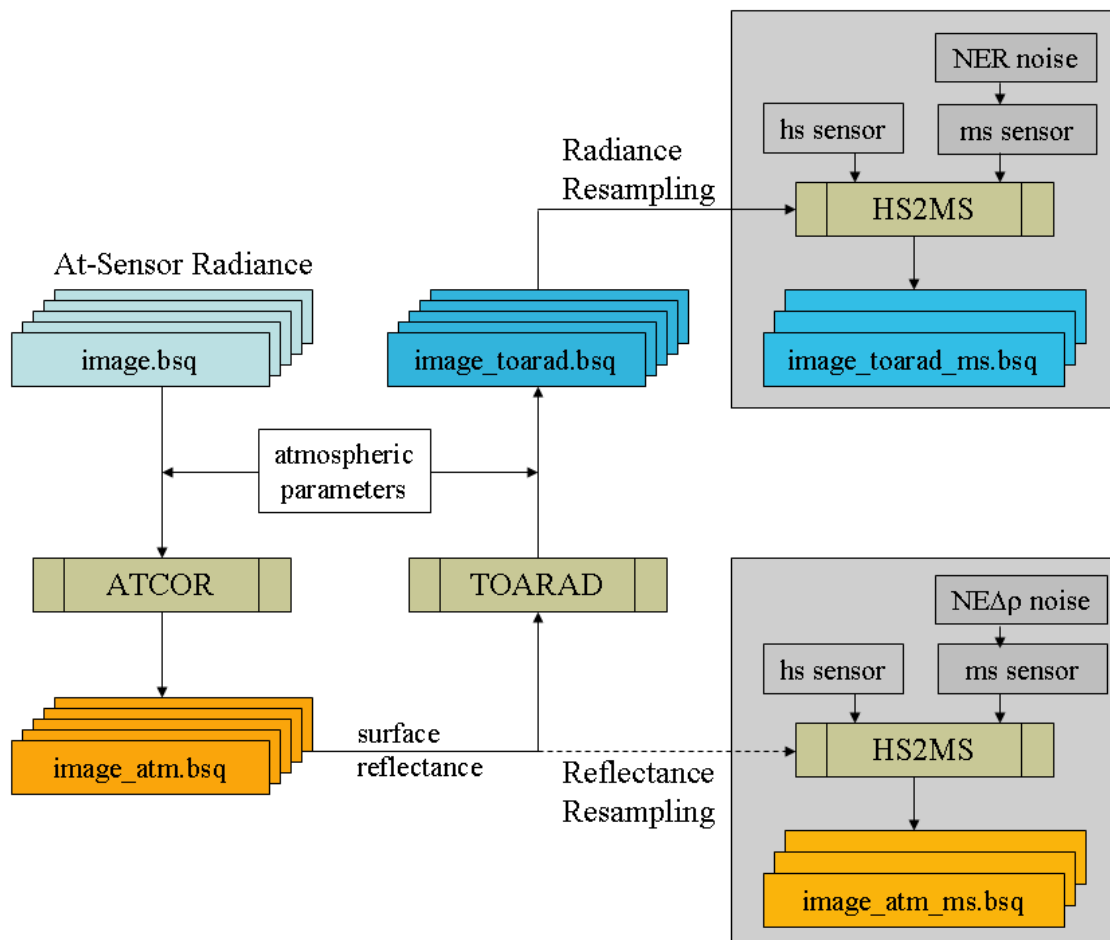 NER noise
hs sensor
ms sensor
Radiance
Resampling
HS2MS
At-Sensor Radiance
image.bsq
image_toarad.bsq
image_toarad_ms.bsq
atmospheric
parameters
ATCOR
TOARAD
NEΔρ noise
hs sensor
ms sensor
surface
reflectance
HS2MS
image_atm.bsq
Reflectance
Resampling
image_atm_ms.bsq